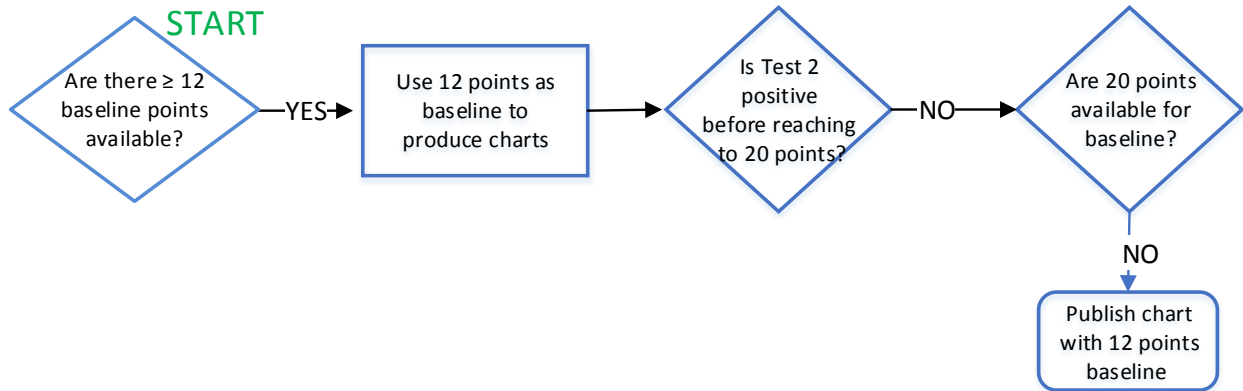 START
Are there ≥ 12
baseline points
available?
YES
Use 12 points as
baseline to
produce charts
Is Test 2
positive
before reaching
to 20 points?
NO
Are 20 points
available for
baseline?
NO
Publish chart
with 12 points
baseline